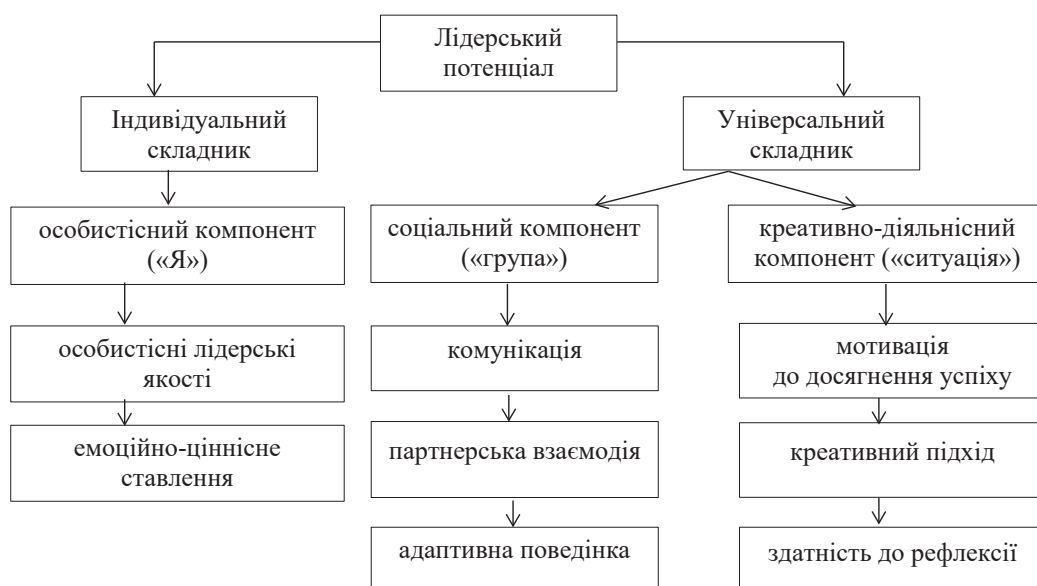 Лідерський
потенціал
Індивідуальний
складник
Універсальний
складник
особистісний компонент
(«Я»)
соціальний компонент
(«група»)
креативно-діяльнісний
компонент («ситуація»)
особистісні лідерські
якості
комунікація
мотивація
до досягнення успіху
емоційно-ціннісне
ставлення
партнерська взаємодія
креативний підхід
адаптивна поведінка
здатність до рефлексії